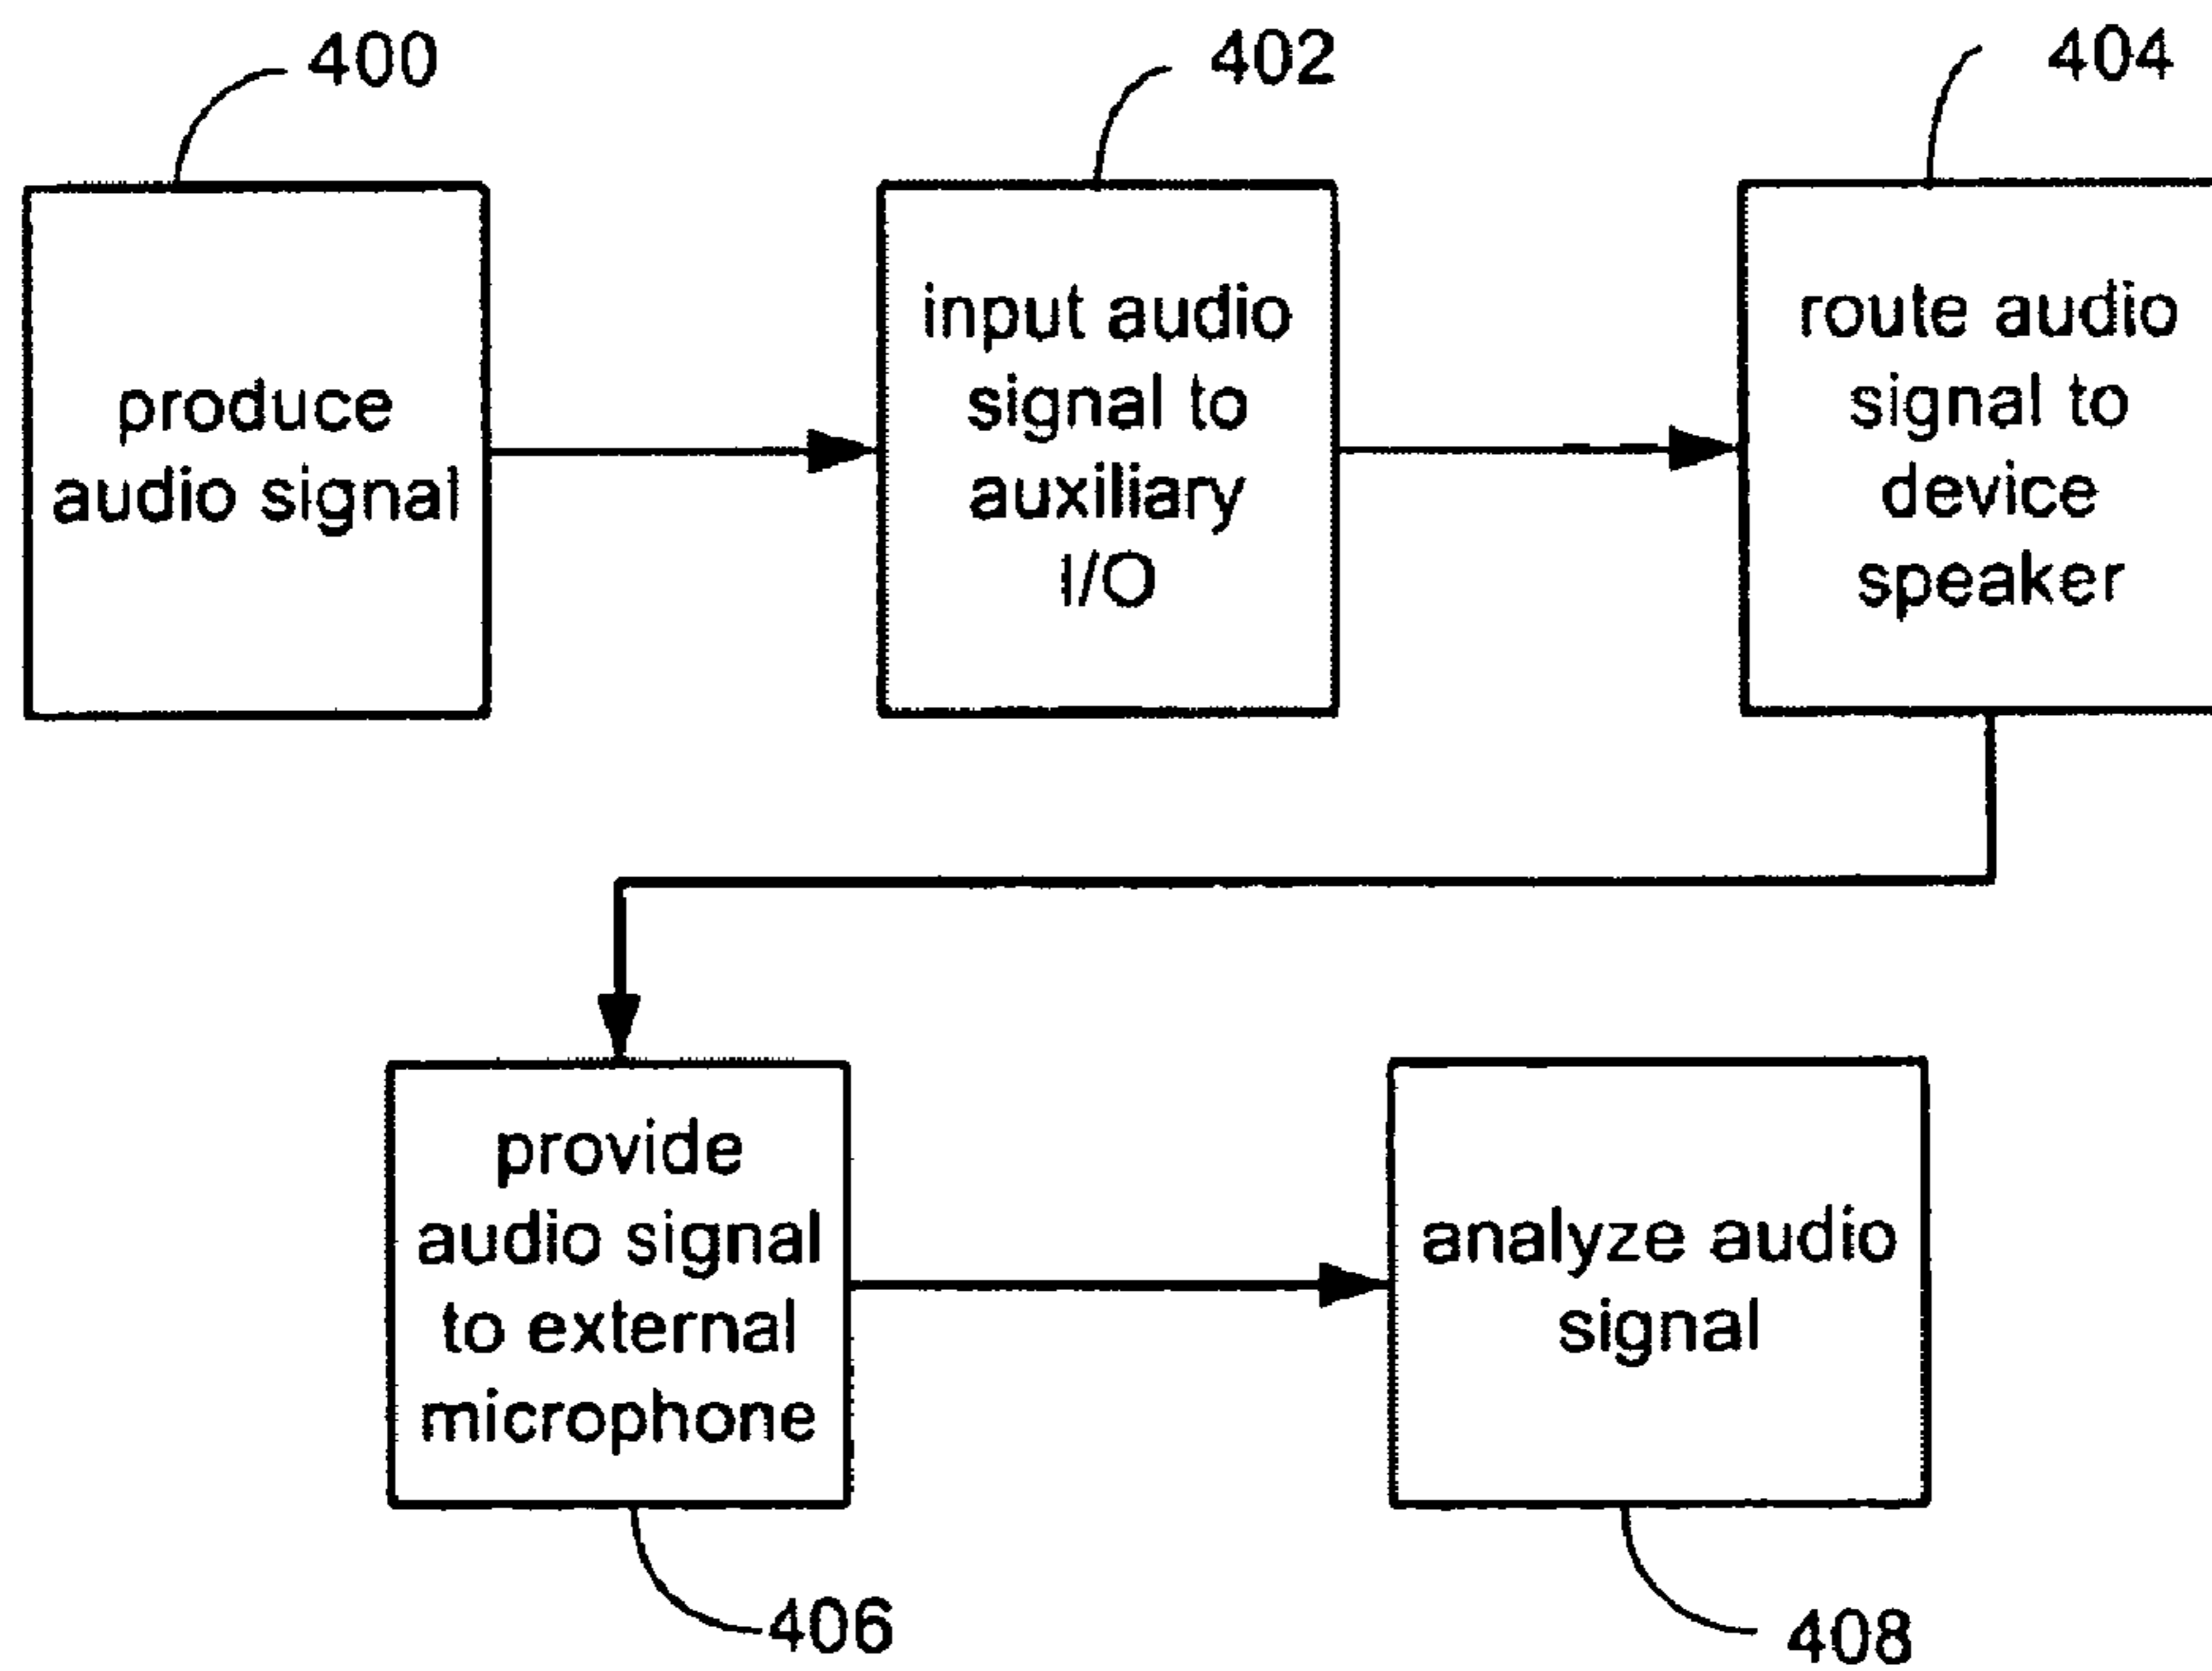 400
402
404
produce
audio signal
input audio
signal to
auxiliary
I/O
route audio
signal to
device
speaker
provide
audio signal
to external
microphone
analyze audio
signal
406
408